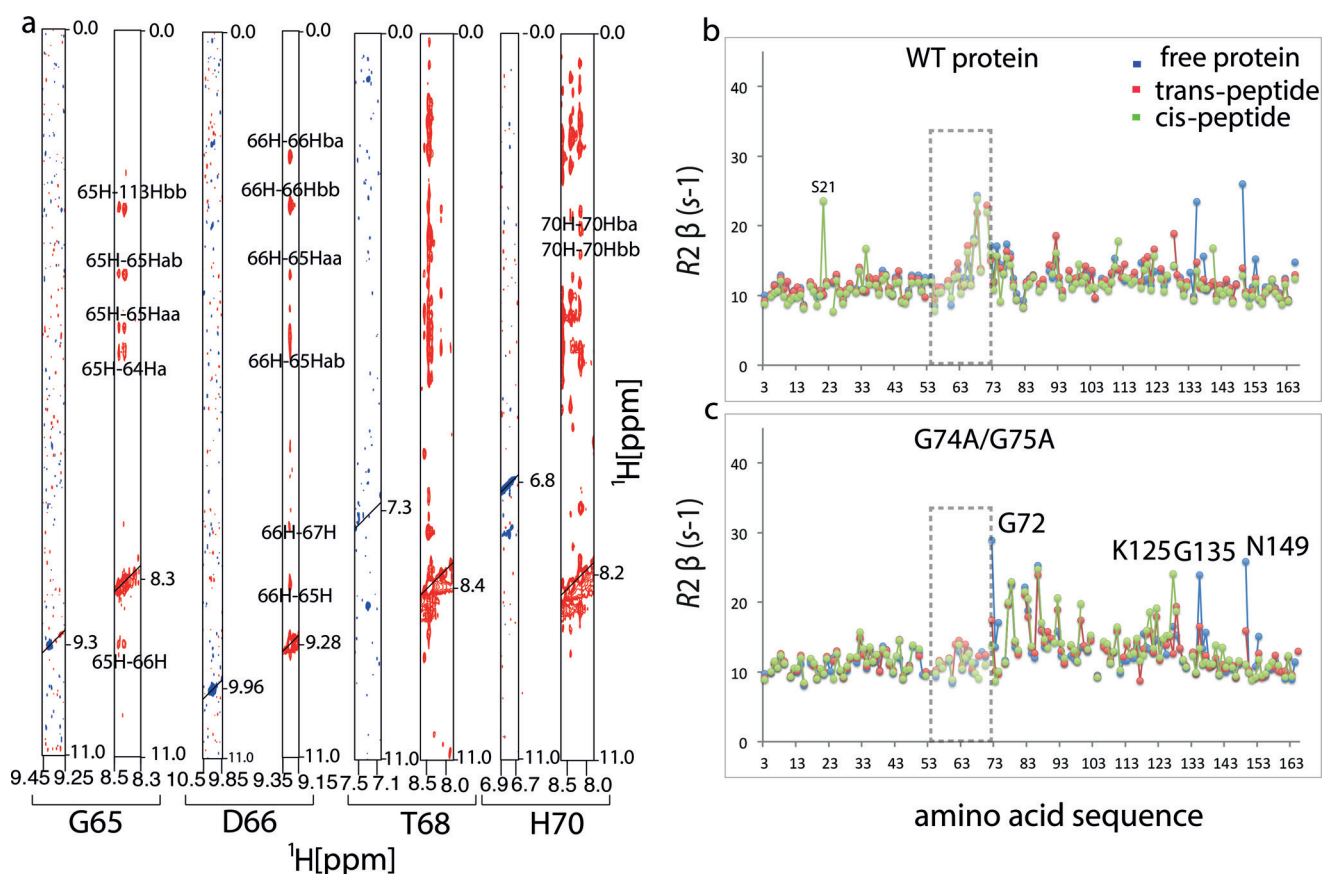 a
-0.0 -0.0 -0.0 -0.0 -0.0 -0.0 -0.0 -0.0
66H-66Hba
65H-113Hbb
66H-66Hbb
65H-65Hab
66H-65Haa
70H-70Hba
70H-70Hbb
65H-65Haa
65H-64Ha
66H-65Hab
-7.3
-6.8
66H-67H
-8.3
66H-65H
-8.4
-8.2
-9.3
65H-66H
-9.28
-9.96
-11.0 -11.0 -11.0 -11.0 -11.0 -11.0 -11.0 -11.0
9.45 9.25 8.5 8.3 10.5 9.85 9.35 9.15 7.5 7.1 8.5 8.0 6.9 6.7 8.5 8.0
G65 D66 T68 H70
1H[ppm]
1H[ppm]
b
WT protein
free protein
trans-peptide
cis-peptide
S21
R2 β (s-1)
40
30
20
10
0
3 13 23 33 43 53 63 73 83 93 103 113 123 133 143 153 163
c
G74A/G75A
G72
K125 G135 N149
R2 β (s-1)
40
30
20
10
0
3 13 23 33 43 53 63 73 83 93 103 113 123 133 143 153 163
amino acid sequence